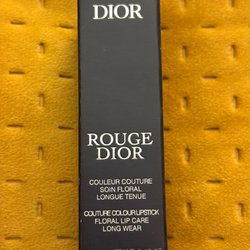 DIOR
ROUGE
DIOR
COULEUR COUTURE
SOIN FLORAL
LONGUE TENUE
COUTURE COLOUR LIPSTICK
FLORAL LIP CARE
LONG WEAR